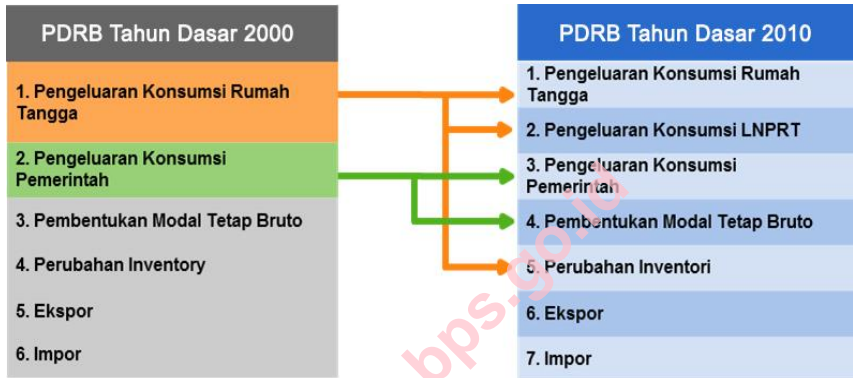 PDRB Tahun Dasar 2000
1. Pengeluaran Konsumsi Rumah
Tangga
2. Pengeluaran Konsumsi
Pemerintah
3. Pembentukan Modal Tetap Bruto
4. Perubahan Inventory
5. Ekspor
6. Impor
PDRB Tahun Dasar 2010
1. Pengeluaran Konsumsi Rumah
Tangga
2. Pengeluaran Konsumsi LNPRT
3. Pengeluaran Konsumsi
Pemerintah
4. Pembentukan Modal Tetap Bruto
5. Perubahan Inventori
6. Ekspor
7. Impor
bps.go.id